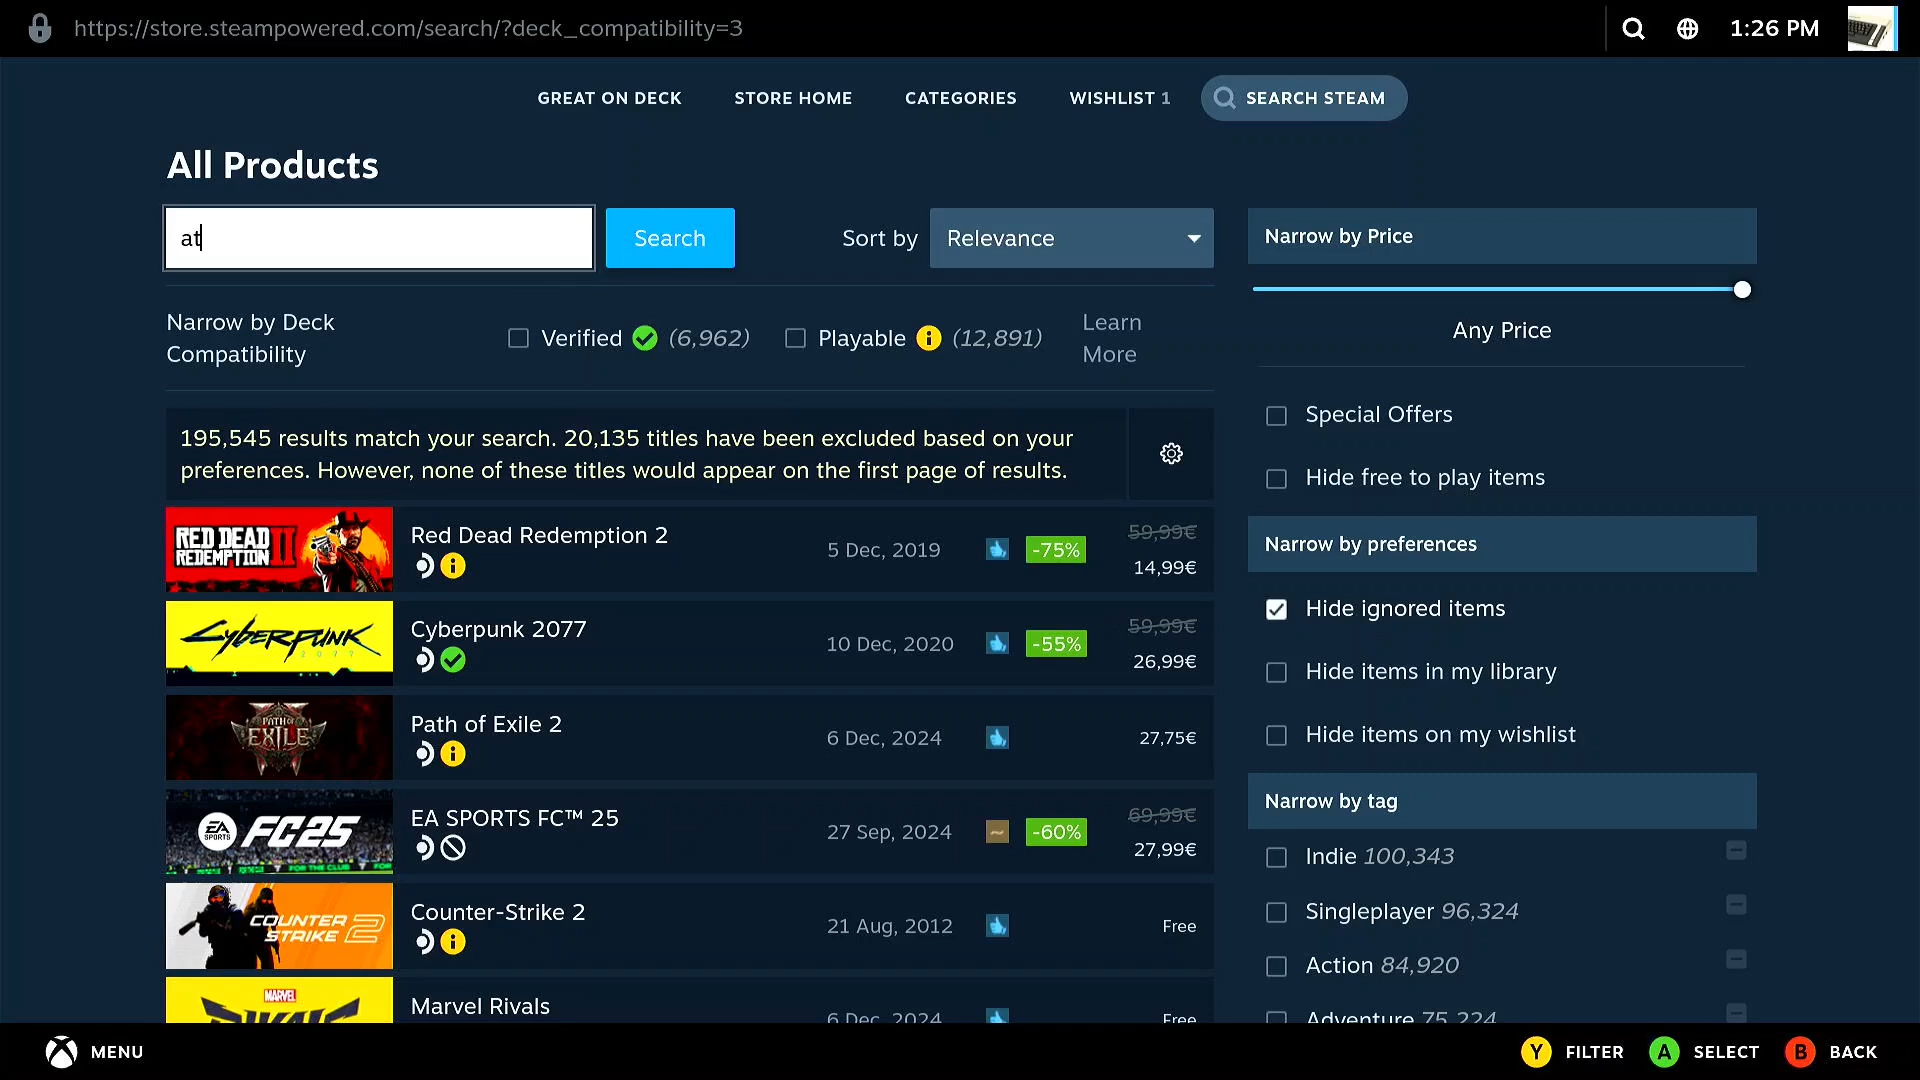 https://store.steampowered.com/search/?deck_compatibility=3
1:26 PM
GREAT ON DECK
STORE HOME
CATEGORIES
WISHLIST 1
SEARCH STEAM
All Products
at
Search
Sort by
Relevance
Narrow by Deck
Compatibility
Verified (6,962)
Playable (12,891)
Learn
More
195,545 results match your search. 20,135 titles have been excluded based on your
preferences. However, none of these titles would appear on the first page of results.
RED DEAD
REDEMPTION II
Red Dead Redemption 2
5 Dec, 2019
-75%
59,99€
14,99€
Cyberpunk
2077
Cyberpunk 2077
10 Dec, 2020
-55%
59,99€
26,99€
PATH OF
EXILE
Path of Exile 2
6 Dec, 2024
27,75€
EA
SPORTS
FC25
FOR THE CLUB
FOR
EA SPORTS FC™ 25
27 Sep, 2024
-60%
69,99€
27,99€
COUNTER
STRIKE 2
Counter-Strike 2
21 Aug, 2012
Free
MARVEL
Marvel Rivals
6 Dec, 2024
Free
Narrow by Price
Any Price
Special Offers
Hide free to play items
Narrow by preferences
Hide ignored items
Hide items in my library
Hide items on my wishlist
Narrow by tag
Indie 100,343
Singleplayer 96,324
Action 84,920
Adventure 75,224
MENU
Y FILTER
A SELECT
B BACK